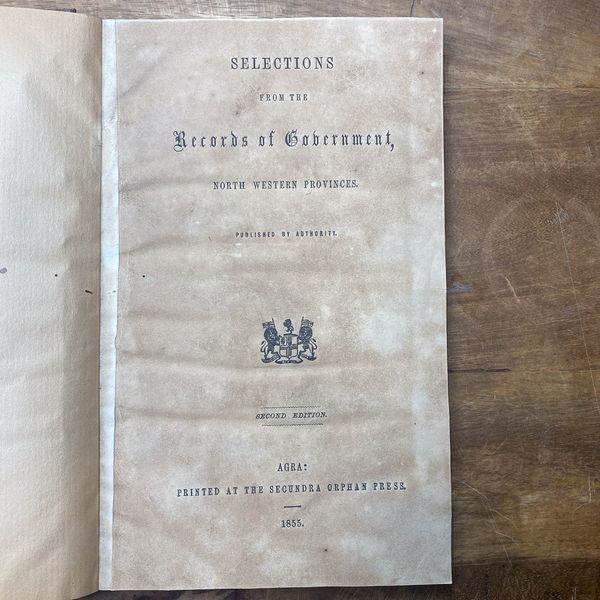 SELECTIONS
FROM THE
Records of Government,
NORTH WESTERN PROVINCES.
PUBLISHED BY AUTHORITY.
SECOND EDITION.
AGRA:
PRINTED AT THE SECUNDRA ORPHAN PRESS.
1855.